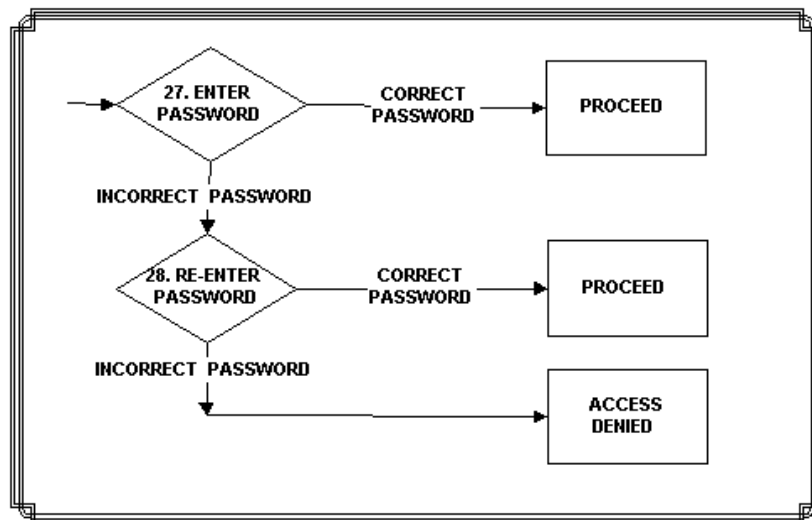 27. ENTER
PASSWORD
CORRECT
PASSWORD
PROCEED
INCORRECT PASSWORD
28. RE-ENTER
PASSWORD
CORRECT
PASSWORD
PROCEED
INCORRECT PASSWORD
ACCESS
DENIED